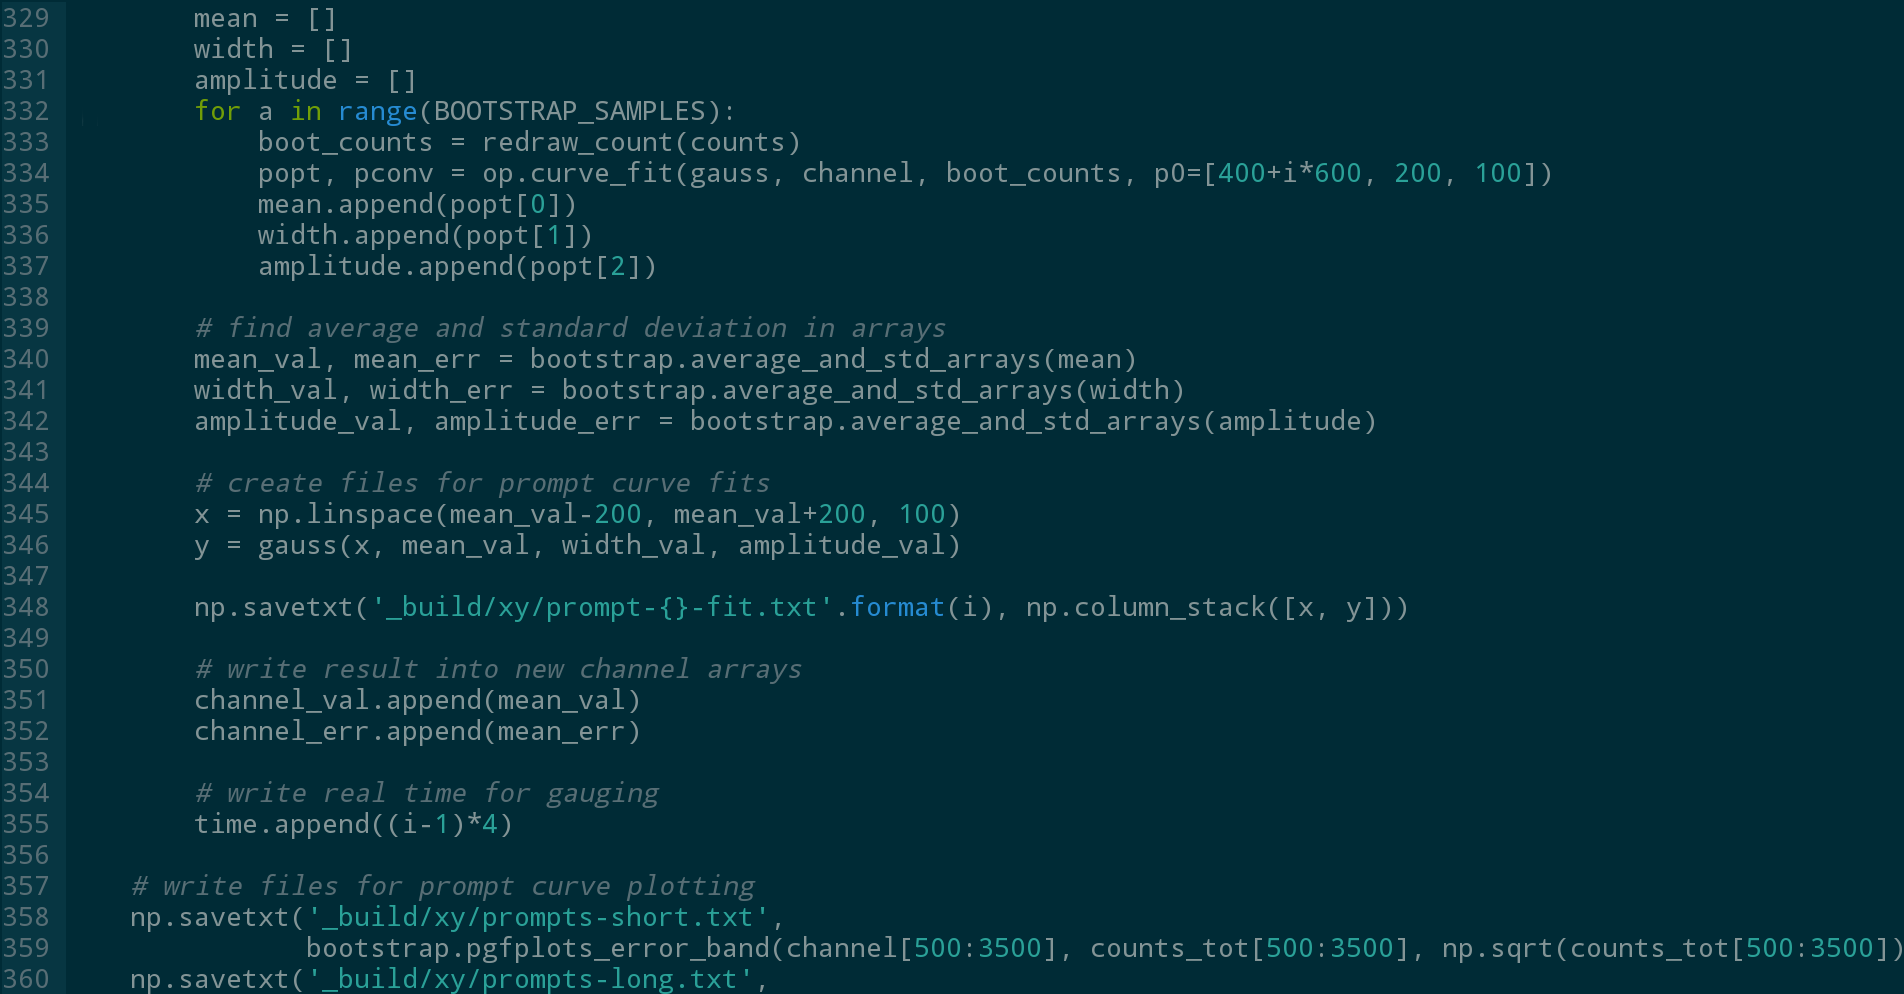 329         mean = []
330         width = []
331         amplitude = []
332         for a in range(BOOTSTRAP_SAMPLES):
333             boot_counts = redraw_count(counts)
334             popt, pconv = op.curve_fit(gauss, channel, boot_counts, p0=[400+i*600, 200, 100])
335             mean.append(popt[0])
336             width.append(popt[1])
337             amplitude.append(popt[2])
338
339         # find average and standard deviation in arrays
340         mean_val, mean_err = bootstrap.average_and_std_arrays(mean)
341         width_val, width_err = bootstrap.average_and_std_arrays(width)
342         amplitude_val, amplitude_err = bootstrap.average_and_std_arrays(amplitude)
343
344         # create files for prompt curve fits
345         x = np.linspace(mean_val-200, mean_val+200, 100)
346         y = gauss(x, mean_val, width_val, amplitude_val)
347
348         np.savetxt('_build/xy/prompt-{}-fit.txt'.format(i), np.column_stack([x, y]))
349
350         # write result into new channel arrays
351         channel_val.append(mean_val)
352         channel_err.append(mean_err)
353
354         # write real time for gauging
355         time.append((i-1)*4)
356
357     # write files for prompt curve plotting
358     np.savetxt('_build/xy/prompts-short.txt',
359                bootstrap.pgfplots_error_band(channel[500:3500], counts_tot[500:3500], np.sqrt(counts_tot[500:3500])
360     np.savetxt('_build/xy/prompts-long.txt',